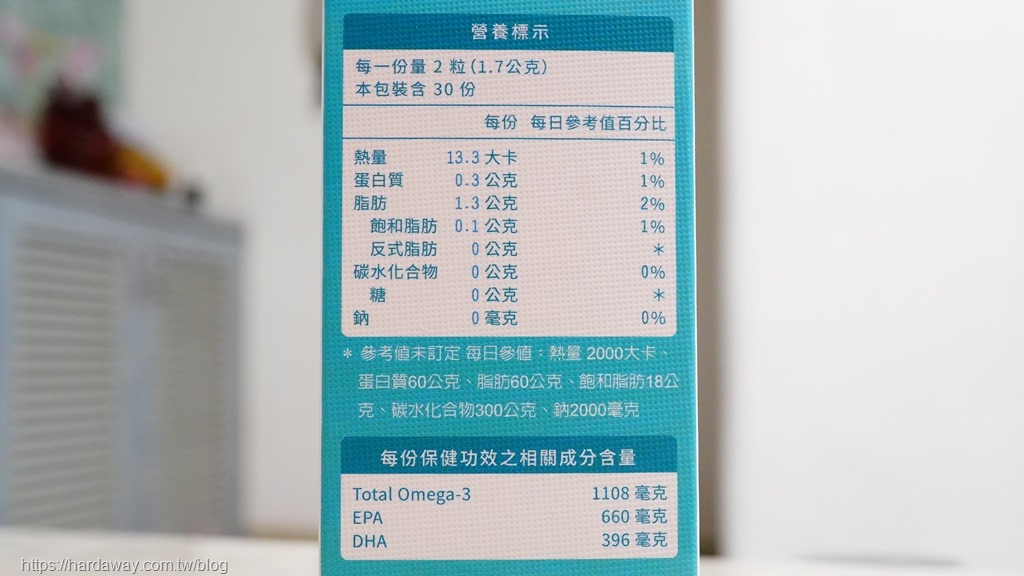 營養標示
每一份量 2 粒(1.7公克)
本包裝含 30 份
每份 每日參考值百分比
熱量 13.3 大卡 1%
蛋白質 0.3 公克 1%
脂肪 1.3 公克 2%
飽和脂肪 0.1 公克 1%
反式脂肪 0 公克 *
碳水化合物 0 公克 0%
糖 0 公克 *
鈉 0 毫克 0%
* 參考值未訂定 每日參值:熱量 2000大卡、
蛋白質60公克、脂肪60公克、飽和脂肪18公
克、碳水化合物300公克、鈉2000毫克
每份保健功效之相關成分含量
Total Omega-3 1108 毫克
EPA 660 毫克
DHA 396 毫克
https://hardaway.com.tw/blog